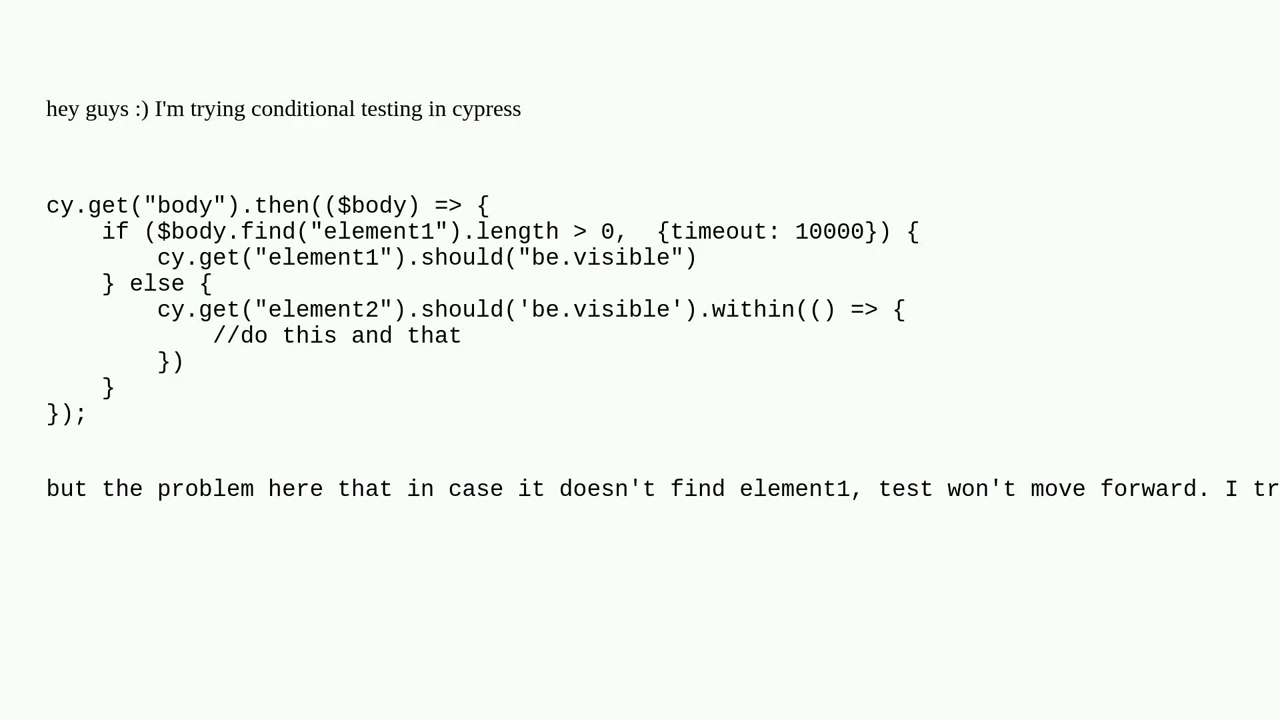 hey guys :) I'm trying conditional testing in cypress
cy.get("body").then(($body) => {
    if ($body.find("element1").length > 0,  {timeout: 10000}) {
        cy.get("element1").should("be.visible")
    } else {
        cy.get("element2").should('be.visible').within(() => {
            //do this and that
        })
    }
});
but the problem here that in case it doesn't find element1, test won't move forward. I